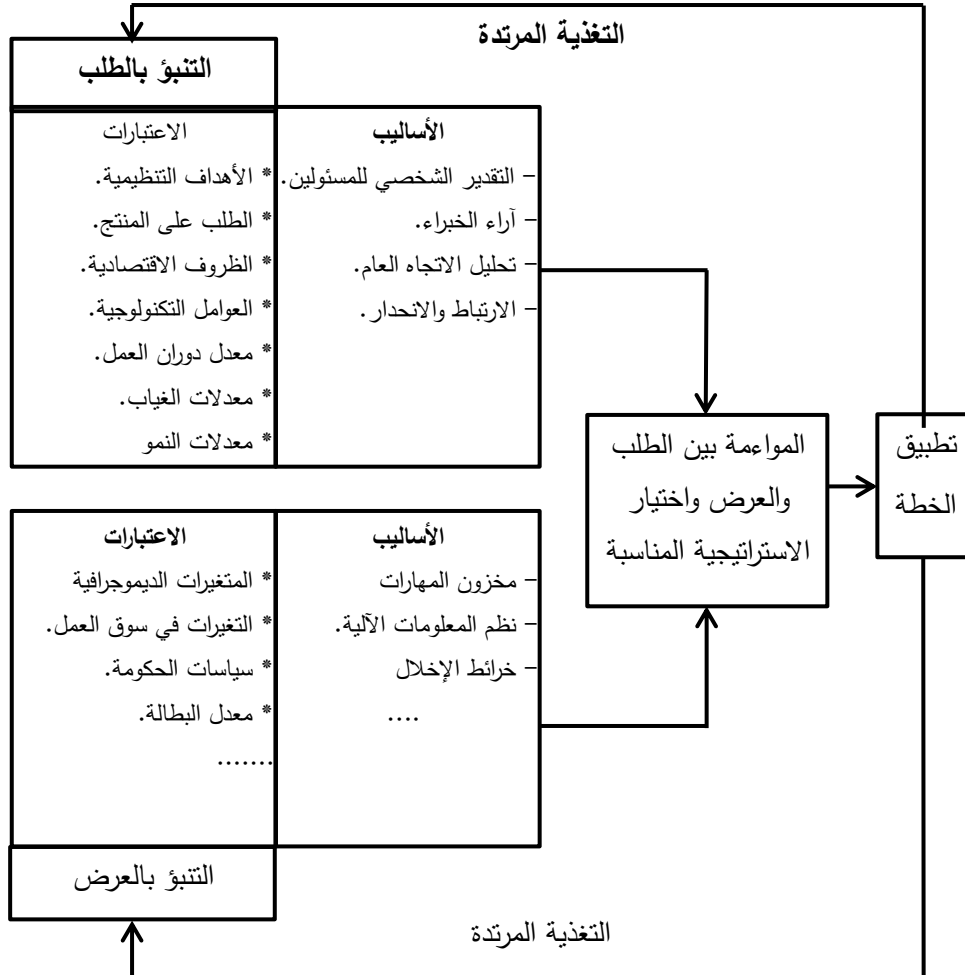 التغذية المرتدة
التنبؤ بالطلب
الأساليب
– التقدير الشخصي للمسئولين.
– آراء الخبراء.
– تحليل الاتجاه العام.
– الارتباط والانحدار.
الاعتبارات
* الأهداف التنظيمية.
* الطلب على المنتج.
* الظروف الاقتصادية.
* العوامل التكنولوجية.
* معدل دوران العمل.
* معدلات الغياب.
* معدلات النمو
تطبيق
الخطة
المواءمة بين الطلب
والعرض واختيار
الاستراتيجية المناسبة
الأساليب
– مخزون المهارات
– نظم المعلومات الآلية.
– خرائط الإخلال
....
الاعتبارات
* المتغيرات الديموجرافية
* التغيرات في سوق العمل.
* سياسات الحكومة.
* معدل البطالة.
.......
التنبؤ بالعرض
التغذية المرتدة